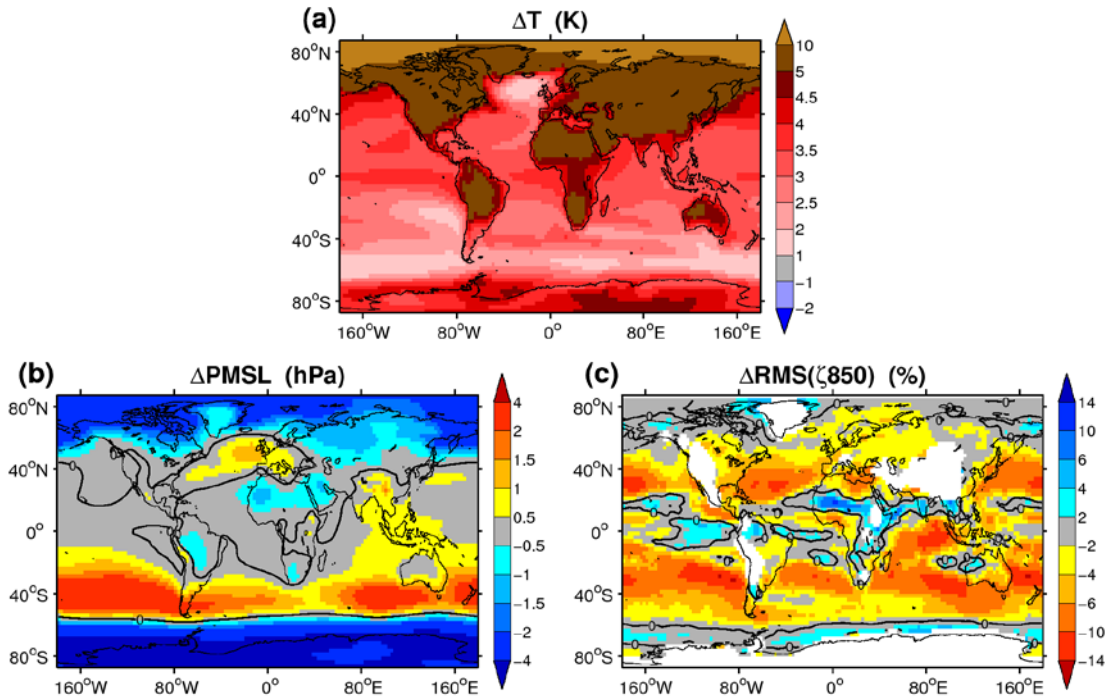 (a) ΔT (K)
80°N
40°N
0°
40°S
80°S
160°W 80°W 0° 80°E 160°E
10
5
4.5
4
3.5
3
2.5
2
1
−1
−2
(b) ΔPMSL (hPa)
80°N
40°N
0°
40°S
80°S
160°W 80°W 0° 80°E 160°E
4
2
1.5
1
0.5
−0.5
−1
−1.5
−2
−4
(c) ΔRMS(ζ850) (%)
80°N
40°N
0°
40°S
80°S
160°W 80°W 0° 80°E 160°E
14
10
6
4
2
−2
−4
−6
−10
−14